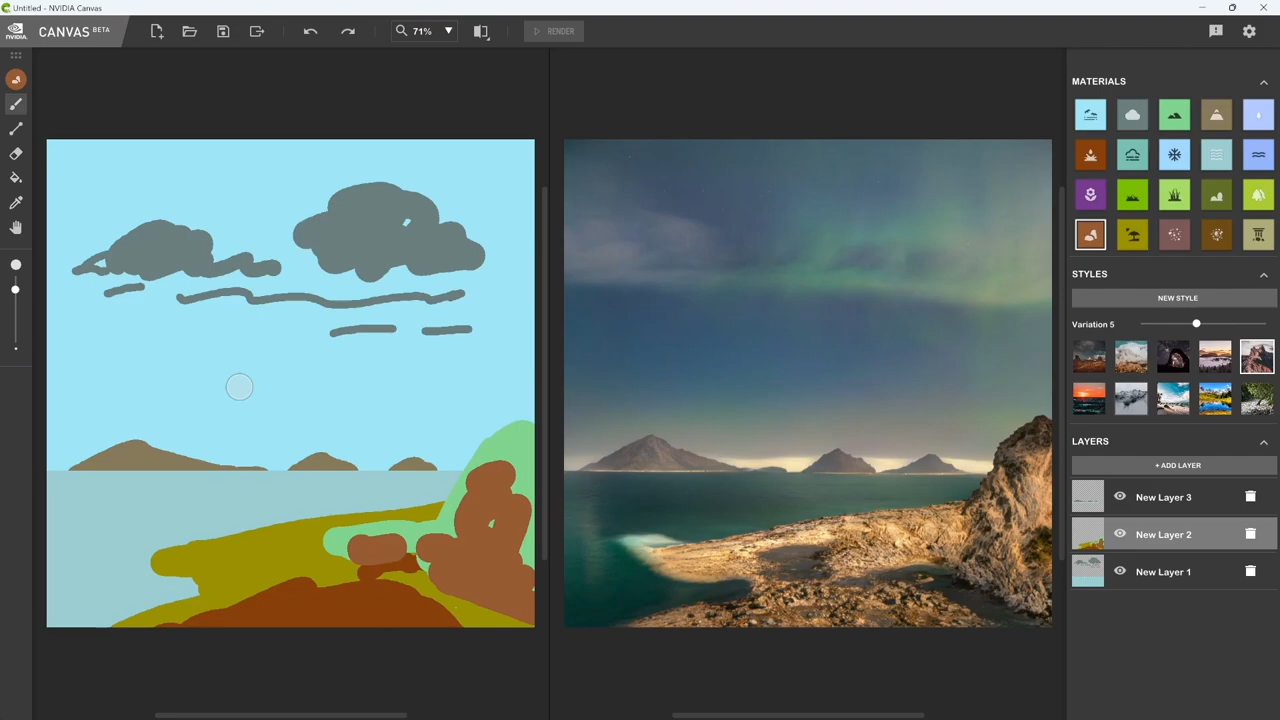 Untitled - NVIDIA Canvas
NVIDIA
CANVAS BETA
71%
RENDER
MATERIALS
STYLES
NEW STYLE
Variation 5
LAYERS
+ ADD LAYER
New Layer 3
New Layer 2
New Layer 1